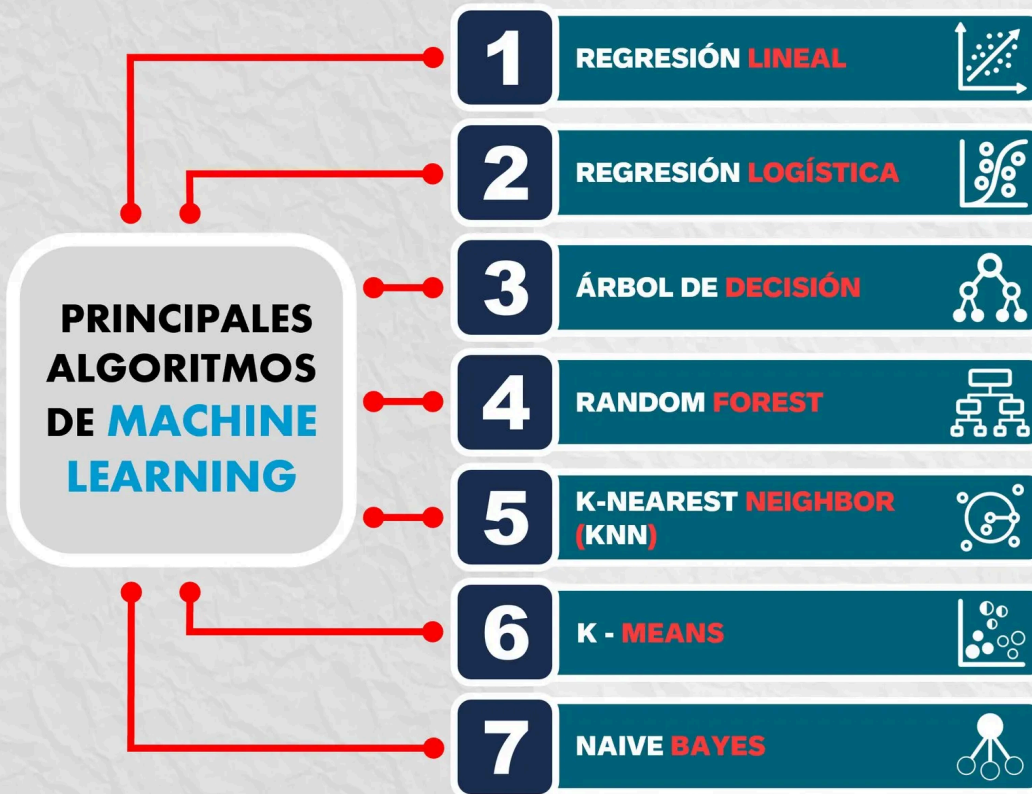 PRINCIPALES
ALGORITMOS
DE MACHINE
LEARNING
1
REGRESIÓN LINEAL
2
REGRESIÓN LOGÍSTICA
3
ÁRBOL DE DECISIÓN
4
RANDOM FOREST
5
K-NEAREST NEIGHBOR
(KNN)
6
K - MEANS
7
NAIVE BAYES